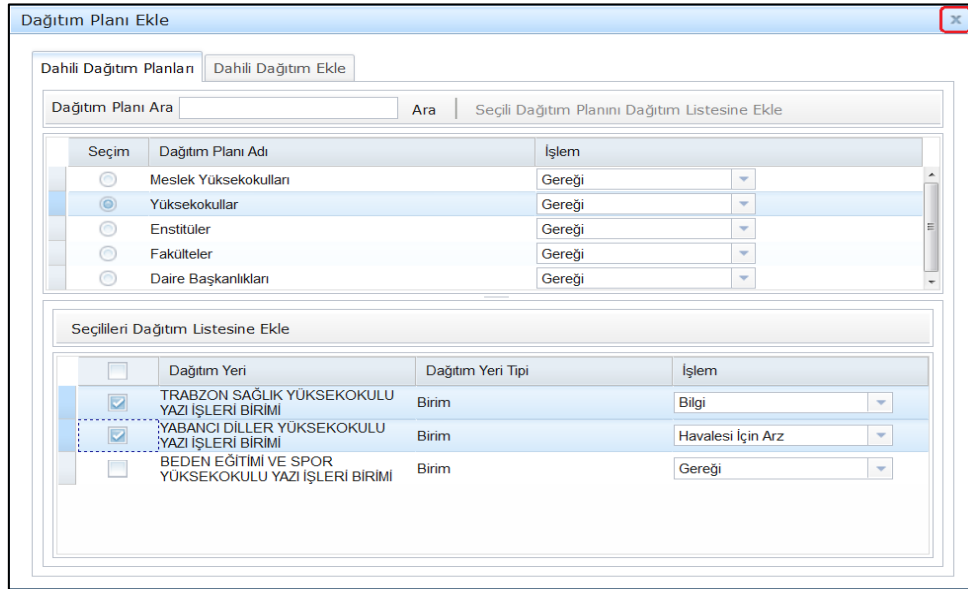 Dağıtım Planı Ekle
Dahili Dağıtım Planları Dahili Dağıtım Ekle
Dağıtım Planı Ara Ara Seçili Dağıtım Planını Dağıtım Listesine Ekle
Seçim Dağıtım Planı Adı İşlem
Meslek Yüksekokulları Gereği
Yüksekokullar Gereği
Enstitüler Gereği
Fakülteler Gereği
Daire Başkanlıkları Gereği
Seçilileri Dağıtım Listesine Ekle
Dağıtım Yeri Dağıtım Yeri Tipi İşlem
TRABZON SAĞLIK YÜKSEKOKULU
YAZI İŞLERİ BİRİMİ Birim Bilgi
YABANCI DİLLER YÜKSEKOKULU
YAZI İŞLERİ BİRİMİ Birim Havalesi İçin Arz
BEDEN EĞİTİMİ VE SPOR
YÜKSEKOKULU YAZI İŞLERİ BİRİMİ Birim Gereği